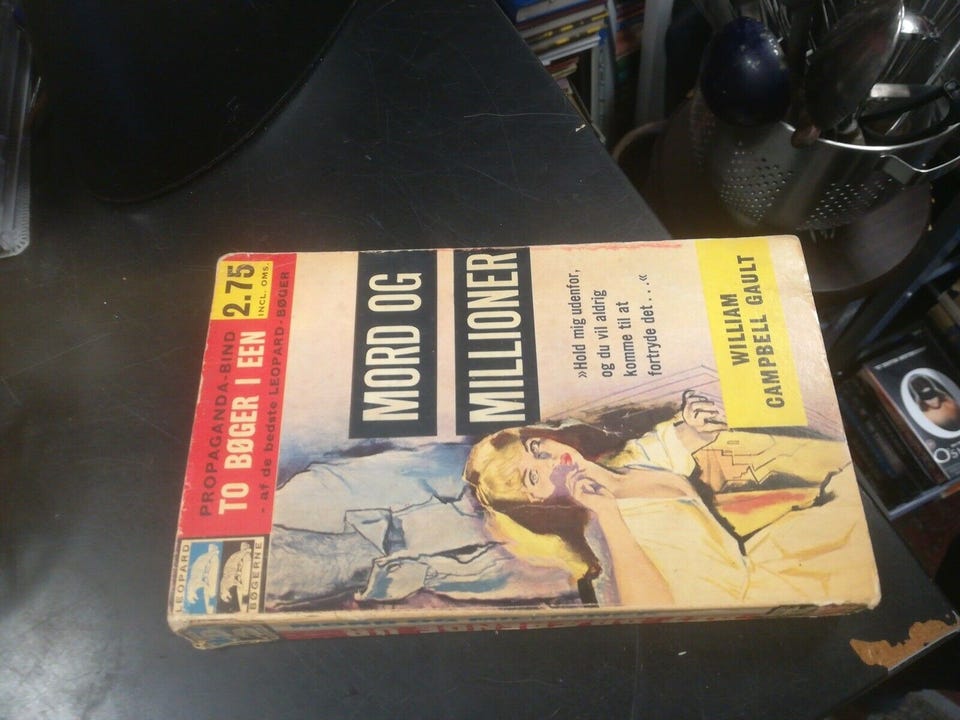 PROPAGANDA-BIND
TO BØGER I EEN
- af de bedste LEOPARD-BØGER
2.75
INCL. OMS.
LEOPARD
BØGERNE
MORD OG
MILLIONER
»Hold mig udenfor,
og du vil aldrig
komme til at
fortryde det...«
WILLIAM
CAMPBELL GAULT